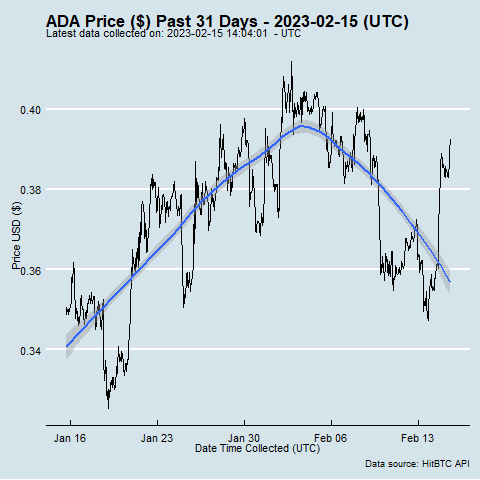 ADA Price ($) Past 31 Days - 2023-02-15 (UTC)
Latest data collected on: 2023-02-15 14:04:01 - UTC
Price USD ($)
0.40
0.38
0.36
0.34
Jan 16 Jan 23 Jan 30 Feb 06 Feb 13
Date Time Collected (UTC)
Data source: HitBTC API